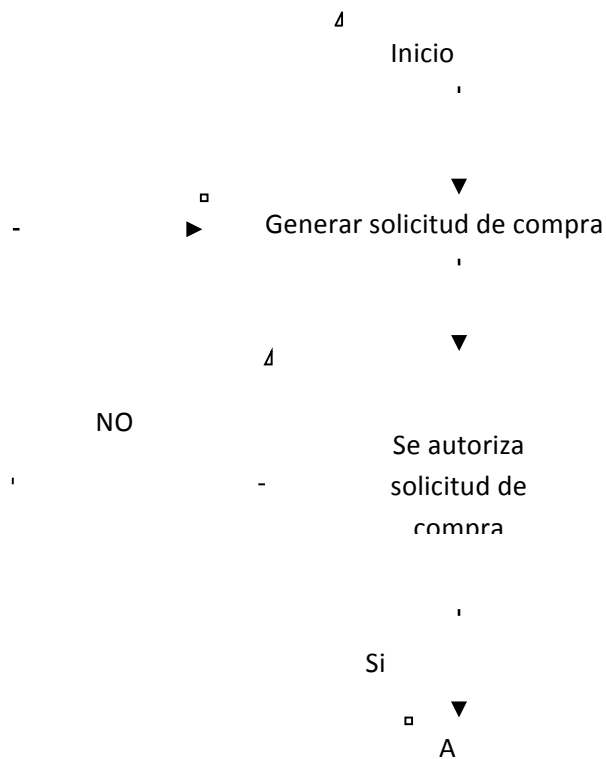 Inicio
Generar solicitud de compra
NO
Se autoriza
solicitud de
compra
Si
A